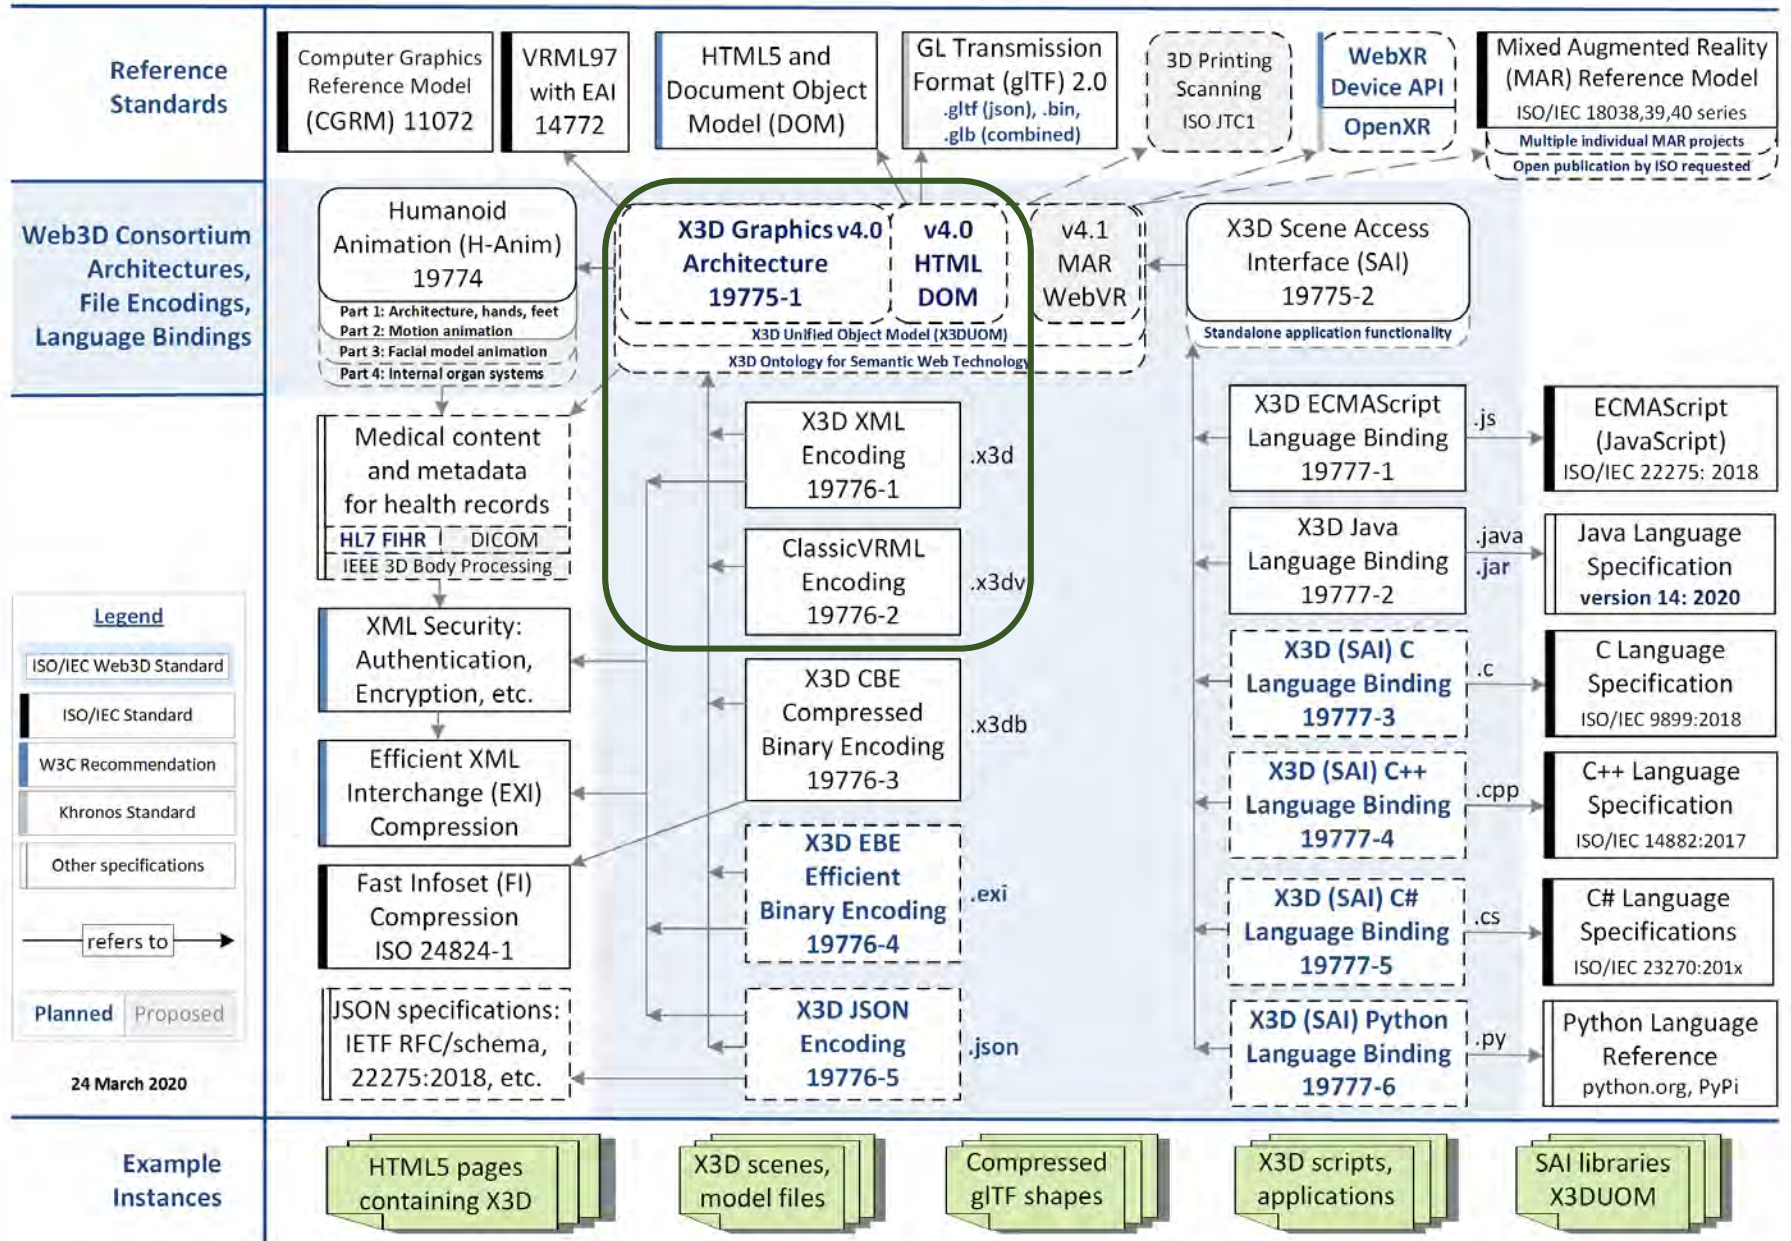 Reference
Standards
Computer Graphics
Reference Model
(CGRM) 11072
VRML97
with EAI
14772
HTML5 and
Document Object
Model (DOM)
GL Transmission
Format (glTF) 2.0
.gltf (json), .bin,
.glb (combined)
3D Printing
Scanning
ISO JTC1
WebXR
Device API
OpenXR
Mixed Augmented Reality
(MAR) Reference Model
ISO/IEC 18038,39,40 series
Multiple individual MAR projects
Open publication by ISO requested
Web3D Consortium
Architectures,
File Encodings,
Language Bindings
Humanoid
Animation (H-Anim)
19774
Part 1: Architecture, hands, feet
Part 2: Motion animation
Part 3: Facial model animation
Part 4: Internal organ systems
X3D Graphics v4.0
Architecture
19775-1
v4.0
HTML
DOM
v4.1
MAR
WebVR
X3D Unified Object Model (X3DUOM)
X3D Ontology for Semantic Web Technology
X3D Scene Access
Interface (SAI)
19775-2
Standalone application functionality
Medical content
and metadata
for health records
HL7 FIHR
DICOM
IEEE 3D Body Processing
XML Security:
Authentication,
Encryption, etc.
Efficient XML
Interchange (EXI)
Compression
Fast Infoset (FI)
Compression
ISO 24824-1
JSON specifications:
IETF RFC/schema,
22275:2018, etc.
X3D XML
Encoding
19776-1
.x3d
ClassicVRML
Encoding
19776-2
.x3dv
X3D CBE
Compressed
Binary Encoding
19776-3
.x3db
X3D EBE
Efficient
Binary Encoding
19776-4
.exi
X3D JSON
Encoding
19776-5
.json
X3D ECMAScript
Language Binding
19777-1
.js
ECMAScript
(JavaScript)
ISO/IEC 22275: 2018
X3D Java
Language Binding
19777-2
.java
.jar
Java Language
Specification
version 14: 2020
X3D (SAI) C
Language Binding
19777-3
.c
C Language
Specification
ISO/IEC 9899:2018
X3D (SAI) C++
Language Binding
19777-4
.cpp
C++ Language
Specification
ISO/IEC 14882:2017
X3D (SAI) C#
Language Binding
19777-5
.cs
C# Language
Specifications
ISO/IEC 23270:201x
X3D (SAI) Python
Language Binding
19777-6
.py
Python Language
Reference
python.org, PyPi
Legend
ISO/IEC Web3D Standard
ISO/IEC Standard
W3C Recommendation
Khronos Standard
Other specifications
refers to
Planned
Proposed
24 March 2020
Example
Instances
HTML5 pages
containing X3D
X3D scenes,
model files
Compressed
glTF shapes
X3D scripts,
applications
SAI libraries
X3DUOM